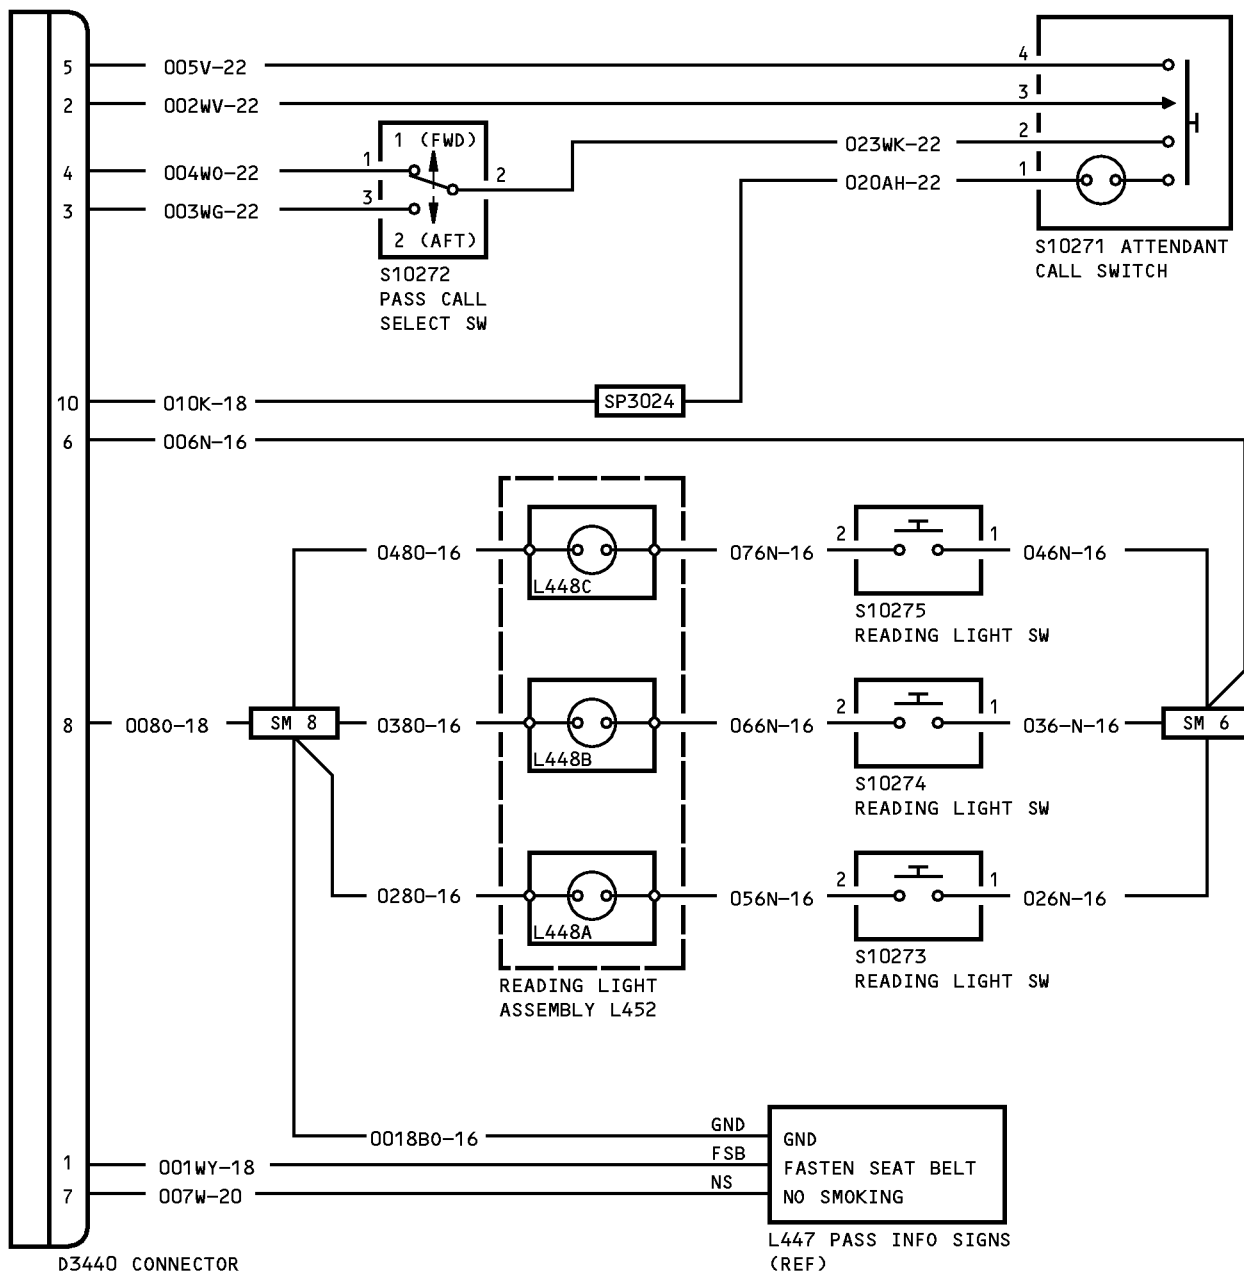 5 005V-22 4
2 002WV-22 3
1 (FWD)
4 004WO-22 1 2 023WK-22 2
020AH-22 1
3 003WG-22 3
2 (AFT)
S10272
PASS CALL
SELECT SW
S10271 ATTENDANT
CALL SWITCH
10 010K-18 SP3024
6 006N-16
0480-16 076N-16 2 1 046N-16
L448C
S10275
READING LIGHT SW
8 0080-18 SM 8 0380-16 066N-16 2 1 036-N-16 SM 6
L448B
S10274
READING LIGHT SW
0280-16 056N-16 2 1 026N-16
L448A
S10273
READING LIGHT SW
READING LIGHT
ASSEMBLY L452
0018BO-16 GND GND
1 001WY-18 FSB FASTEN SEAT BELT
7 007W-20 NS NO SMOKING
L447 PASS INFO SIGNS
(REF)
D3440 CONNECTOR